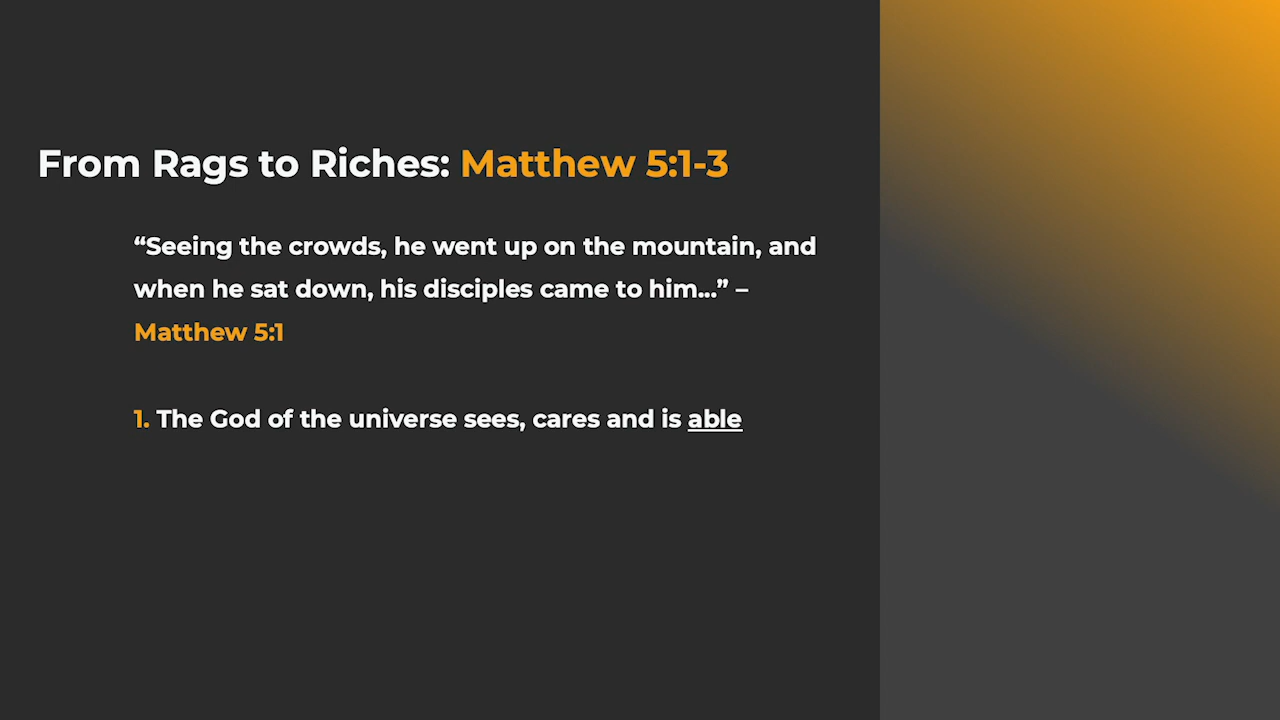 From Rags to Riches: Matthew 5:1-3
“Seeing the crowds, he went up on the mountain, and
when he sat down, his disciples came to him...” –
Matthew 5:1
1. The God of the universe sees, cares and is able